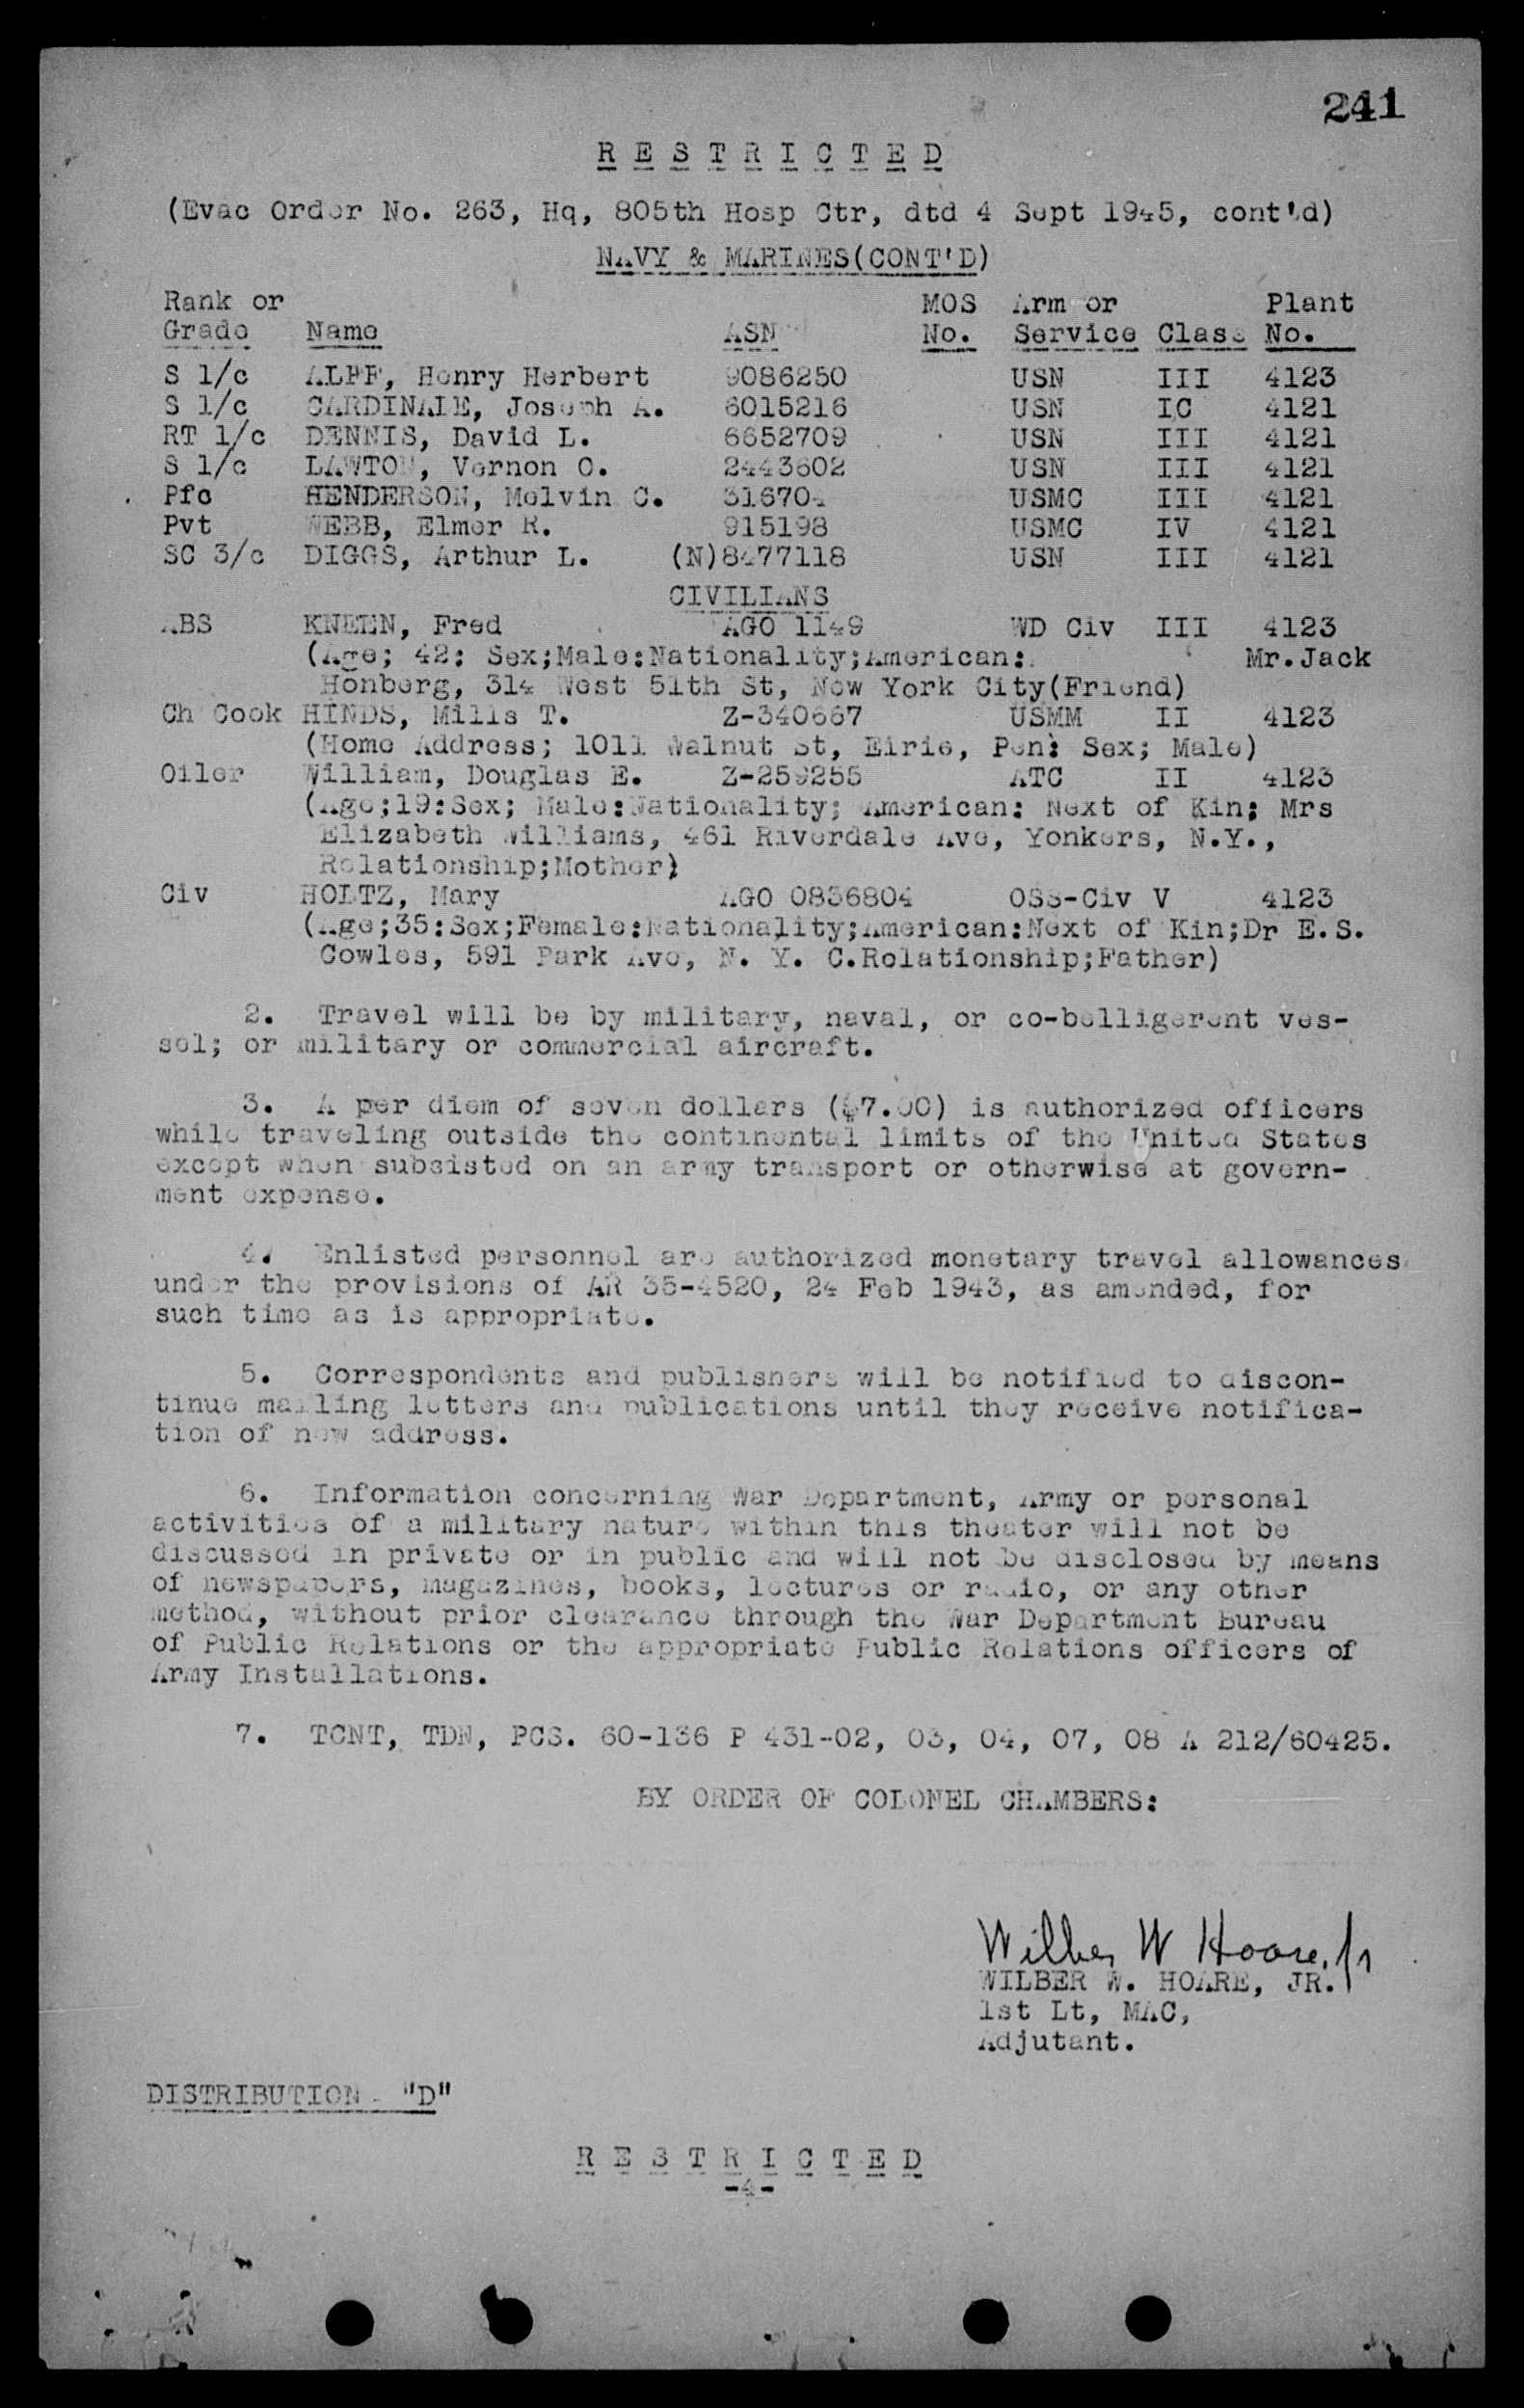 241
R E S T R I C T E D
(Evac Order No. 263, Hq, 805th Hosp Ctr, dtd 4 Sept 1945, cont'd)
NAVY & MARINES(CONT'D)
Rank or MOS Arm or Plant
Grade Name ASN No. Service Class No.
S 1/c Henry Herbert 9086250 USN III 4123
S 1/c CARDINALE, Joseph A. 6015216 USN IC 4121
RT 1/c DENNIS, David L. 6652709 USN III 4121
S 1/c LAWTON, Vernon O. 2443602 USN III 4121
Pfc HENDERSON, Melvin C. 316704 USMC III 4121
Pvt WEBB, Elmer R. 915198 USMC IV 4121
SC 3/c DIGGS, Arthur L. (N)8477118 USN III 4121
CIVILIANS
ABS KNEEN, Fred AGO 1149 WD Civ III 4123
(Age; 42: Sex;Male:Nationality;American: Mr.Jack
Honberg, 314 West 51th St, New York City(Friend)
Ch Cook HINDS, Mills T. Z-340667 USMM II 4123
(Home Address; 1011 Walnut St, Eirie, Pen: Sex; Male)
Oiler William, Douglas E. Z-259255 ATC II 4123
(Age;19:Sex; Male:Nationality; American: Next of Kin; Mrs
Elizabeth Williams, 461 Riverdale Ave, Yonkers, N.Y.,
Relationship;Mother)
Civ HOLTZ, Mary AGO 0836804 OSS-Civ V 4123
(Age;35:Sex;Female:Nationality;American:Next of Kin;Dr E.S.
Cowles, 591 Park Ave, N. Y. C.Relationship;Father)
2. Travel will be by military, naval, or co-belligerent ves-
sel; or military or commercial aircraft.
3. A per diem of seven dollars ($7.00) is authorized officers
while traveling outside the continental limits of the United States
except when subsisted on an army transport or otherwise at govern-
ment expense.
4. Enlisted personnel are authorized monetary travel allowances
under the provisions of AR 35-4520, 24 Feb 1943, as amended, for
such time as is appropriate.
5. Correspondents and publishers will be notified to discon-
tinue mailing letters and publications until they receive notifica-
tion of new address.
6. Information concerning War Department, Army or personal
activities of a military nature within this theater will not be
discussed in private or in public and will not be disclosed by means
of newspapers, magazines, books, lectures or radio, or any other
method, without prior clearance through the War Department Bureau
of Public Relations or the appropriate Public Relations officers of
Army Installations.
7. TCNT, TDN, PCS. 60-136 P 431-02, 03, 04, 07, 08 A 212/60425.
BY ORDER OF COLONEL CHAMBERS:
Wilber W Hoare, Jr
WILBER W. HOARE, JR.
1st Lt, MAC,
Adjutant.
DISTRIBUTION - "D"
R E S T R I C T E D
-4-